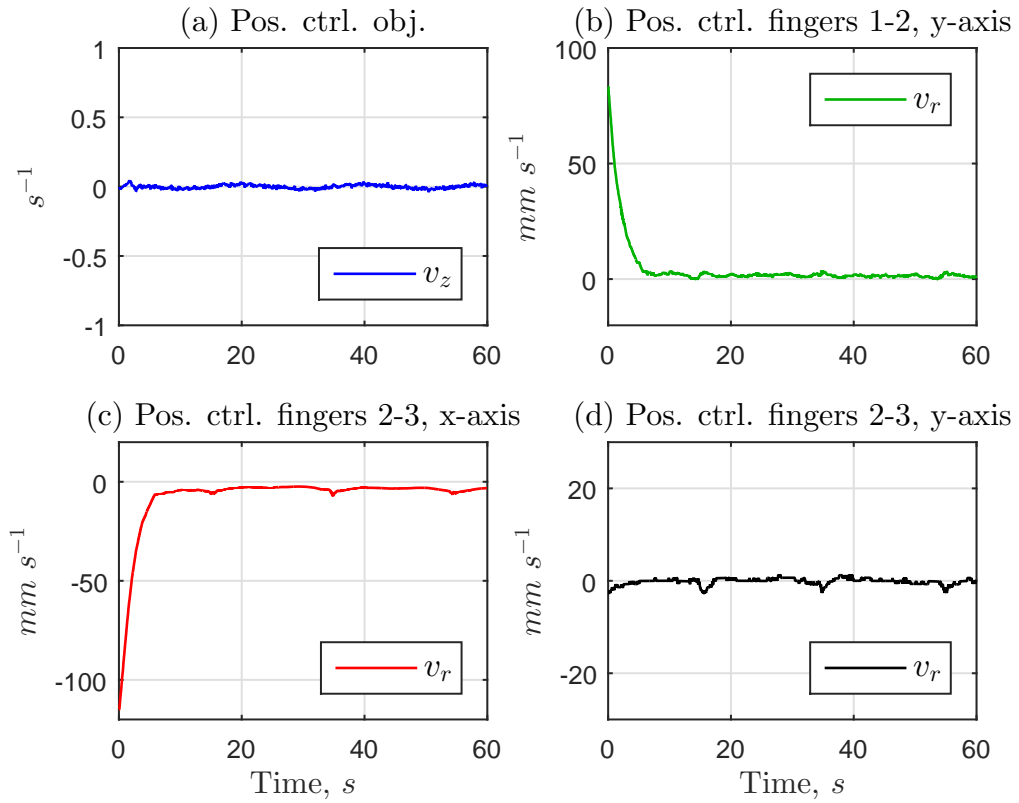 (a) Pos. ctrl. obj.
1
0.5
0
-0.5
-1
s⁻¹
v_z
0 20 40 60
(b) Pos. ctrl. fingers 1-2, y-axis
100
50
0
mm s⁻¹
v_r
0 20 40 60
(c) Pos. ctrl. fingers 2-3, x-axis
0
-50
-100
mm s⁻¹
v_r
0 20 40 60
Time, s
(d) Pos. ctrl. fingers 2-3, y-axis
20
0
-20
mm s⁻¹
v_r
0 20 40 60
Time, s